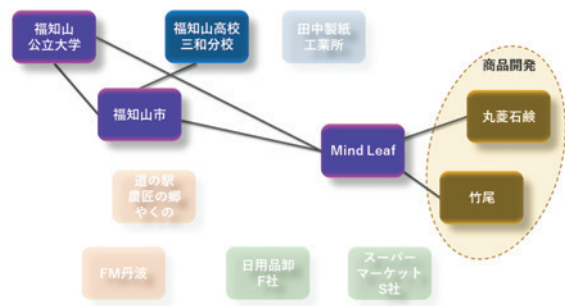 福知山
公立大学
福知山高校
三和分校
田中製紙
工業所
商品開発
福知山市
丸菱石鹸
Mind Leaf
竹尾
道の駅
農匠の郷
やくの
FM丹波
日用品卸
F社
スーパー
マーケット
S社